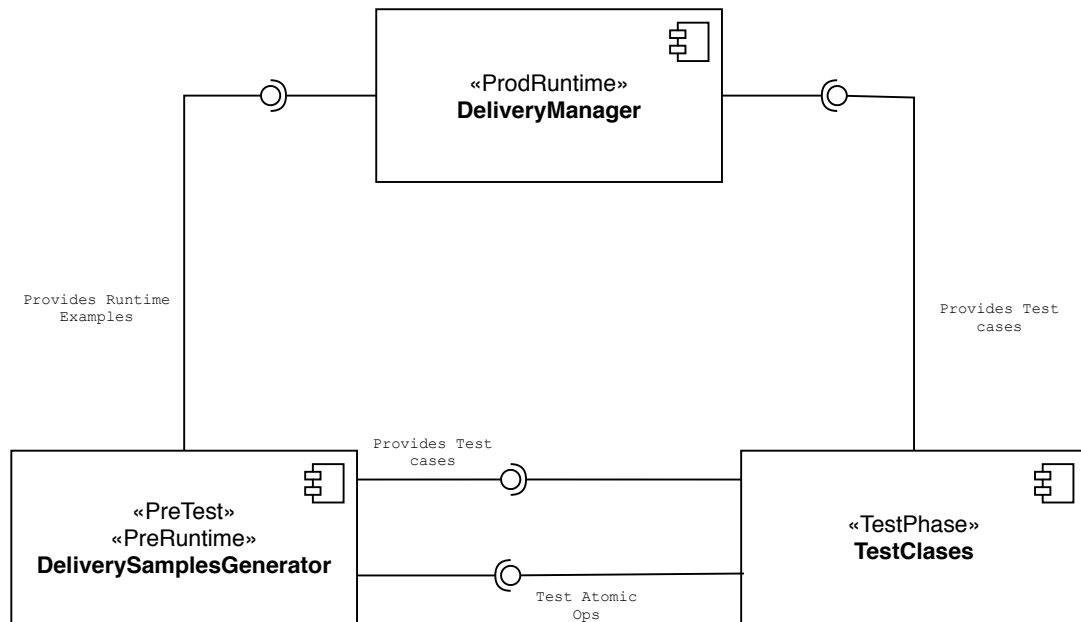 «ProdRuntime»
DeliveryManager
Provides Runtime
Examples
Provides Test
cases
Provides Test
cases
«PreTest»
«PreRuntime»
DeliverySamplesGenerator
«TestPhase»
TestClases
Test Atomic
Ops